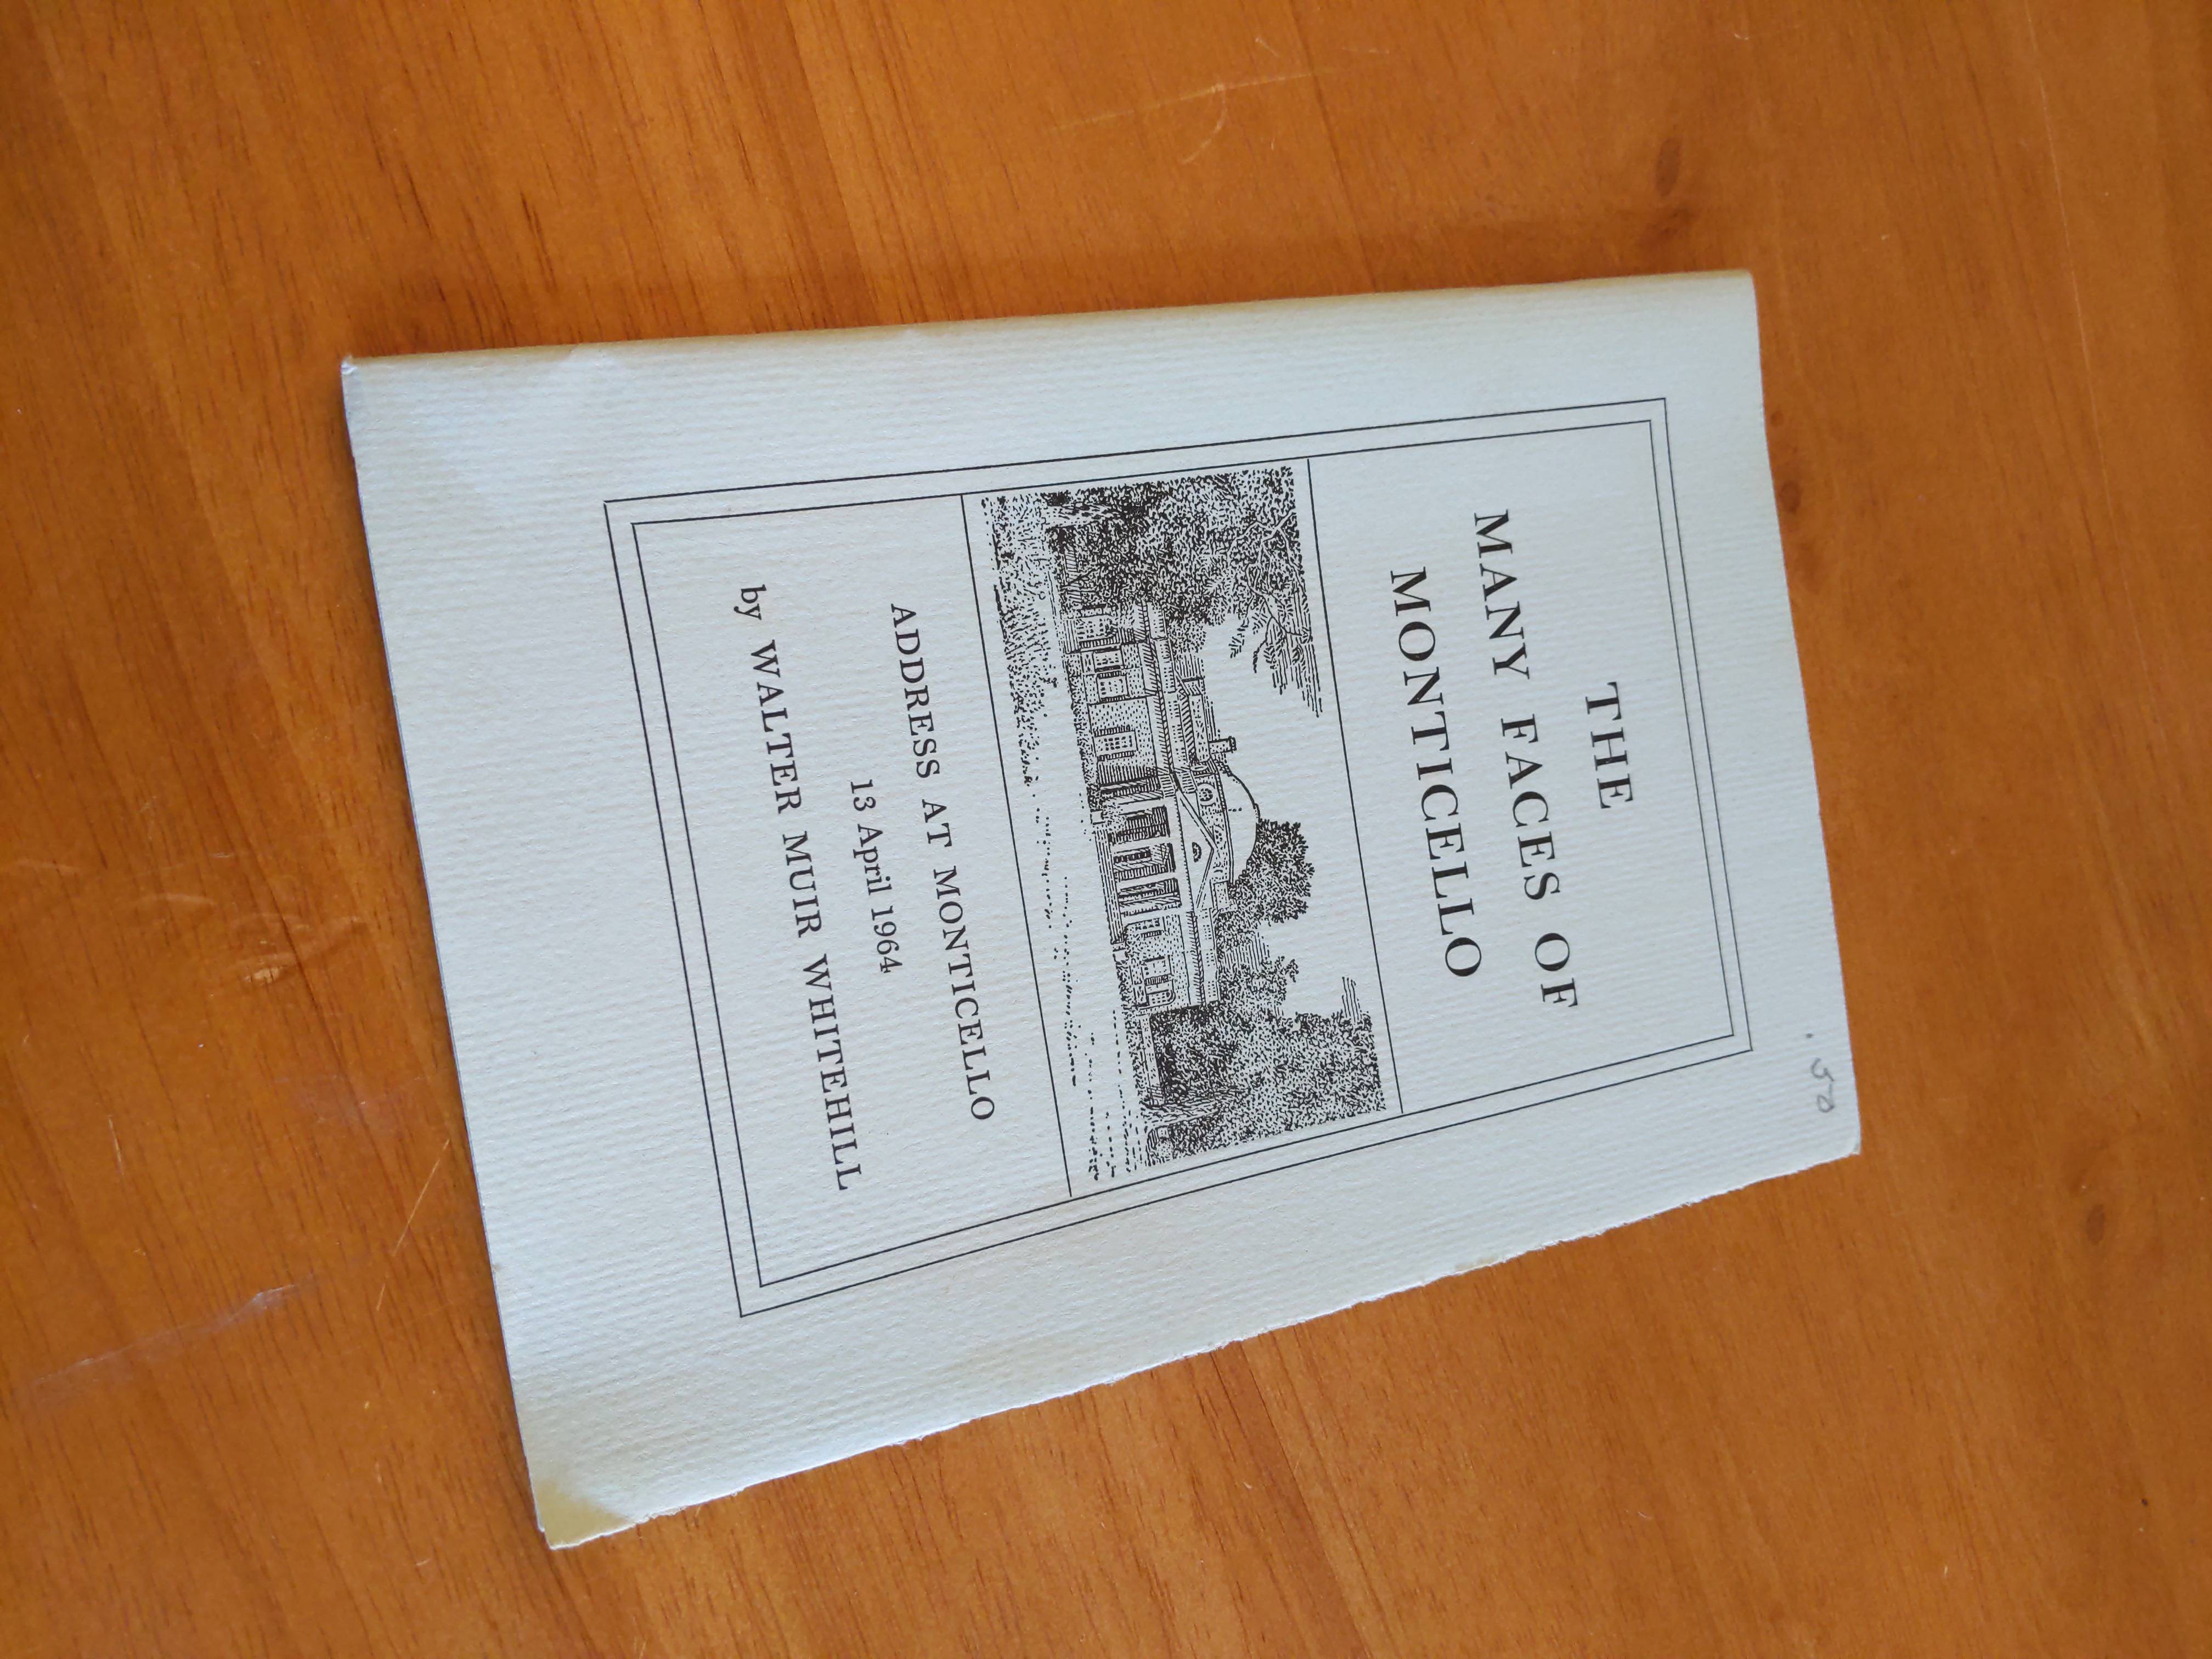 .50
THE
MANY FACES OF
MONTICELLO
ADDRESS AT MONTICELLO
13 April 1964
by WALTER MUIR WHITEHILL